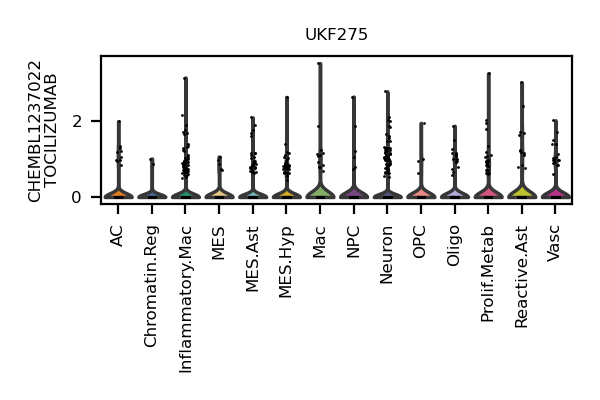 UKF275
CHEMBL1237022
TOCILIZUMAB
2
0
AC
Chromatin.Reg
Inflammatory.Mac
MES
MES.Ast
MES.Hyp
Mac
NPC
Neuron
OPC
Oligo
Prolif.Metab
Reactive.Ast
Vasc